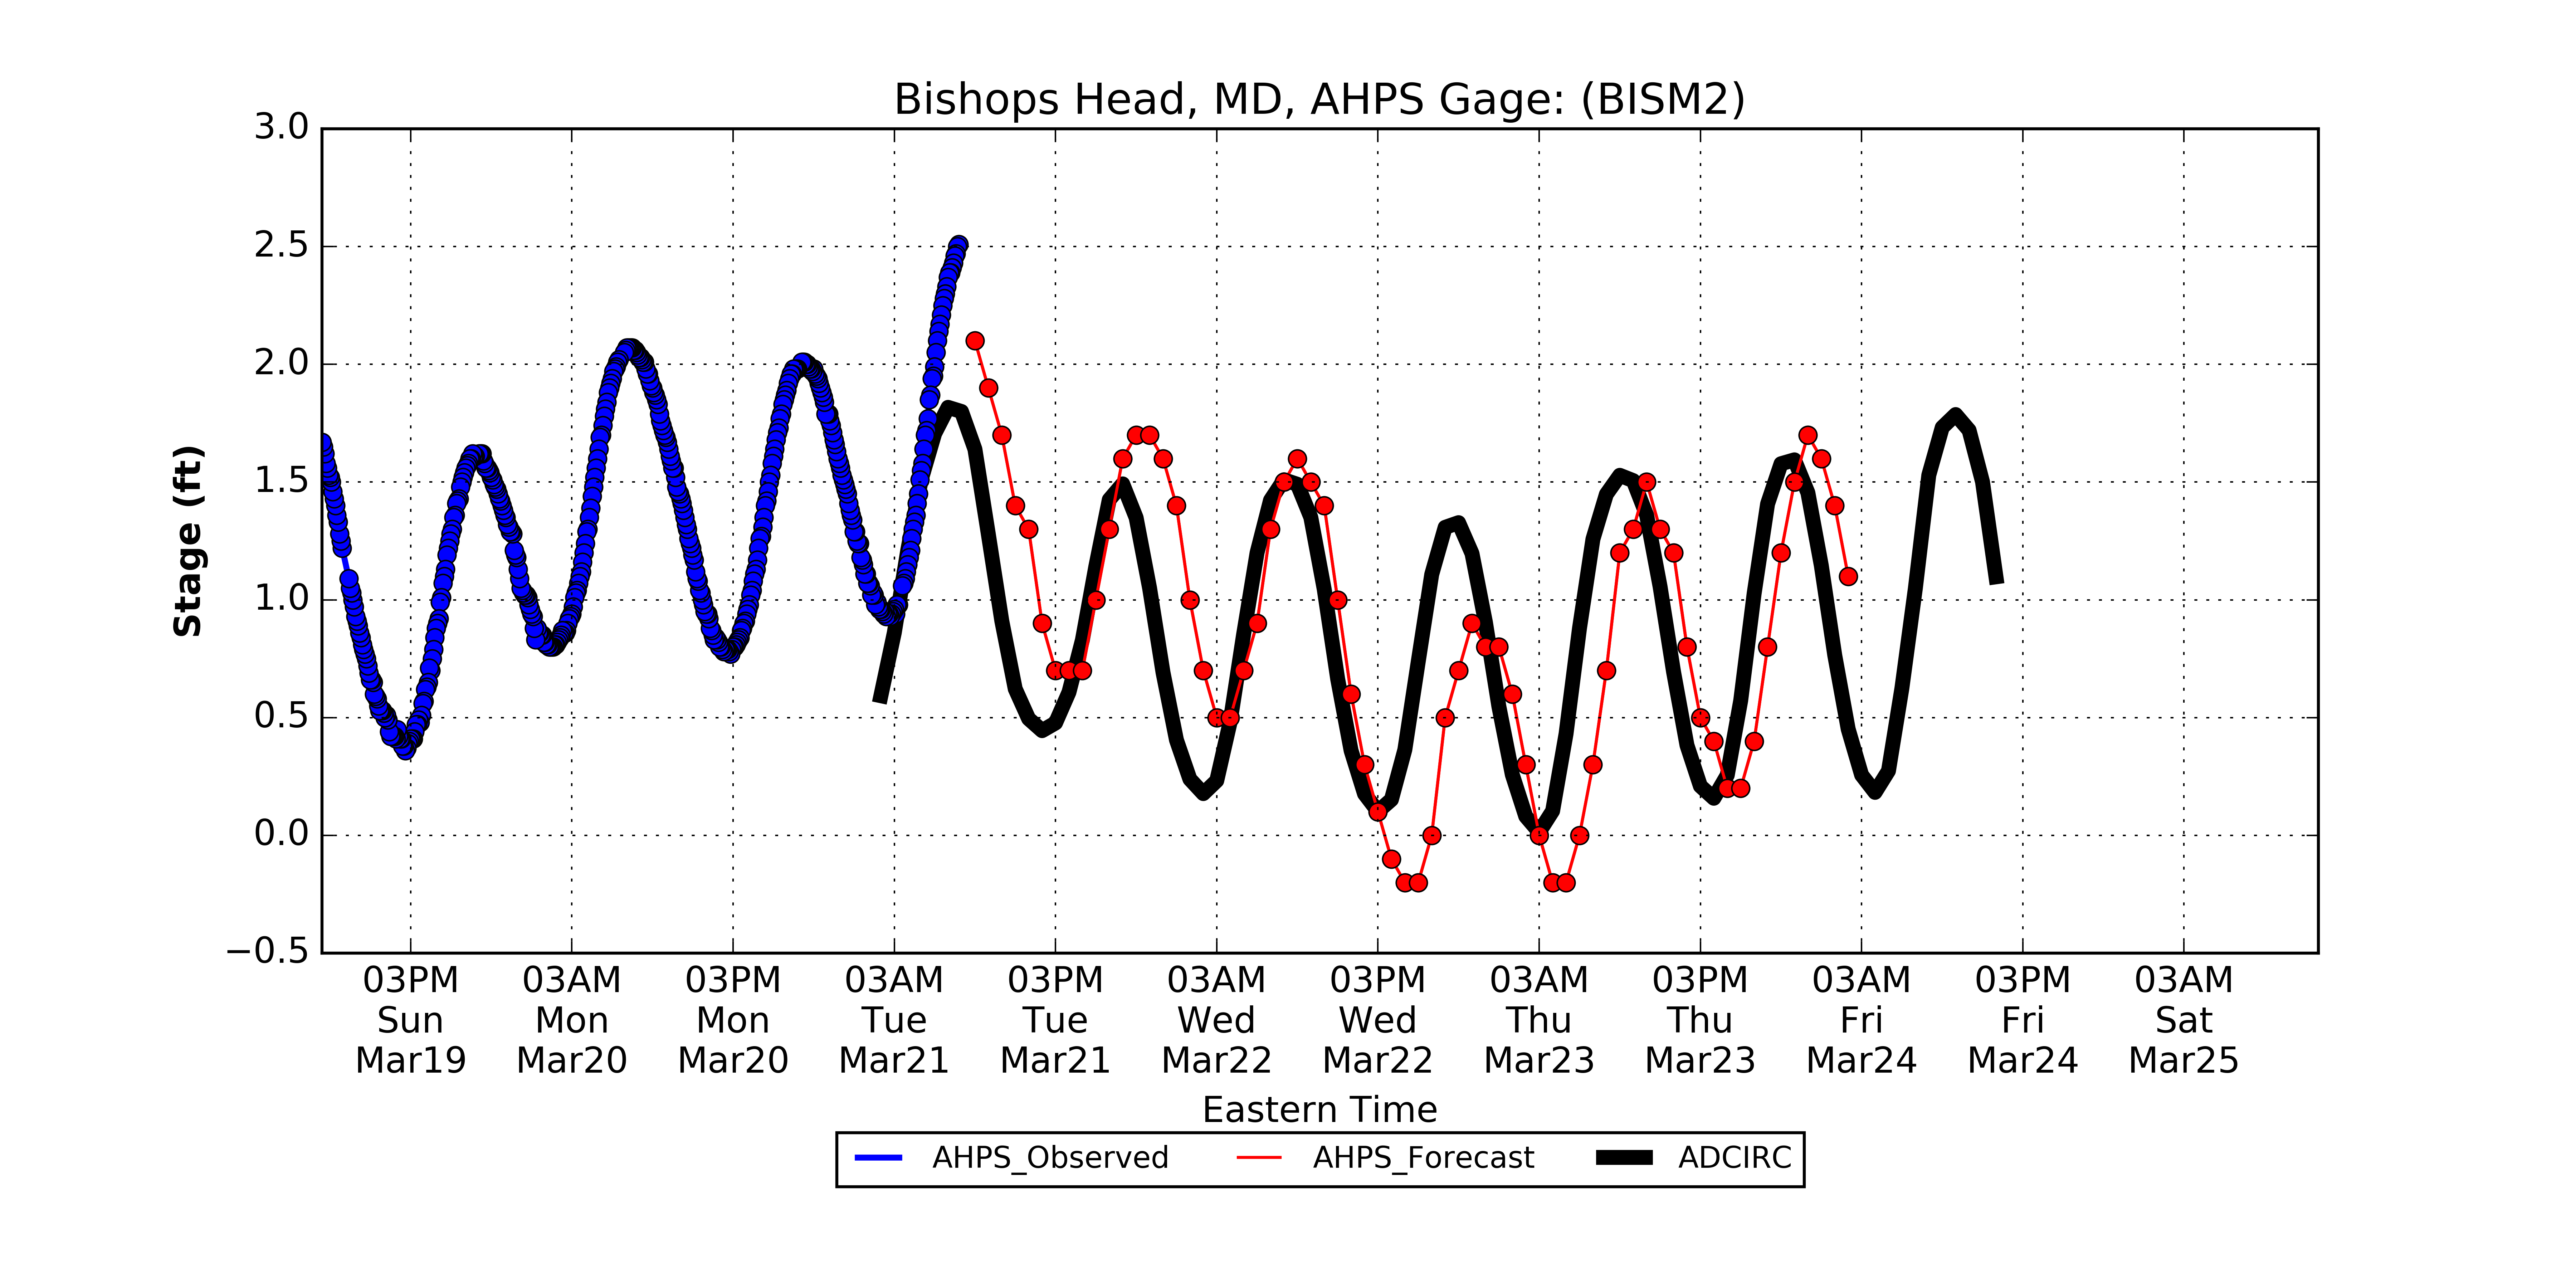 Bishops Head, MD, AHPS Gage: (BISM2)
3.0
2.5
2.0
1.5
1.0
0.5
0.0
−0.5
Stage (ft)
03PM 03AM 03PM 03AM 03PM 03AM 03PM 03AM 03PM 03AM 03PM 03AM
Sun Mon Mon Tue Tue Wed Wed Thu Thu Fri Fri Sat
Mar19 Mar20 Mar20 Mar21 Mar21 Mar22 Mar22 Mar23 Mar23 Mar24 Mar24 Mar25
Eastern Time
AHPS_Observed AHPS_Forecast ADCIRC